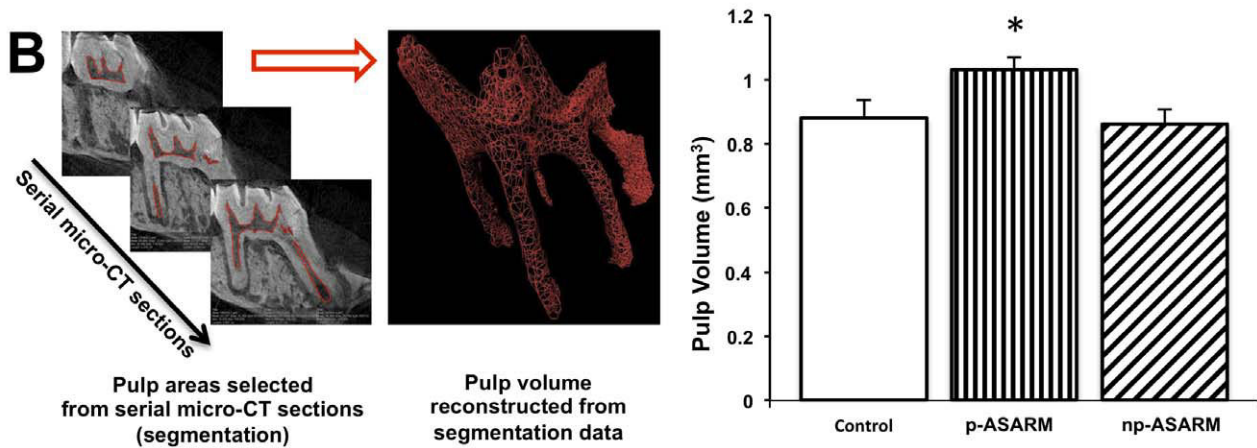 B
Serial micro-CT sections
Pulp areas selected
from serial micro-CT sections
(segmentation)
Pulp volume
reconstructed from
segmentation data
Pulp Volume (mm³)
1.2
1
0.8
0.6
0.4
0.2
0
*
Control
p-ASARM
np-ASARM